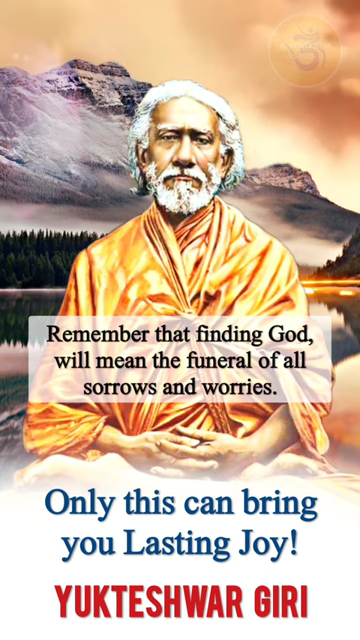 Remember that finding God,
will mean the funeral of all
sorrows and worries.
Only this can bring
you Lasting Joy!
YUKTESHWAR GIRI